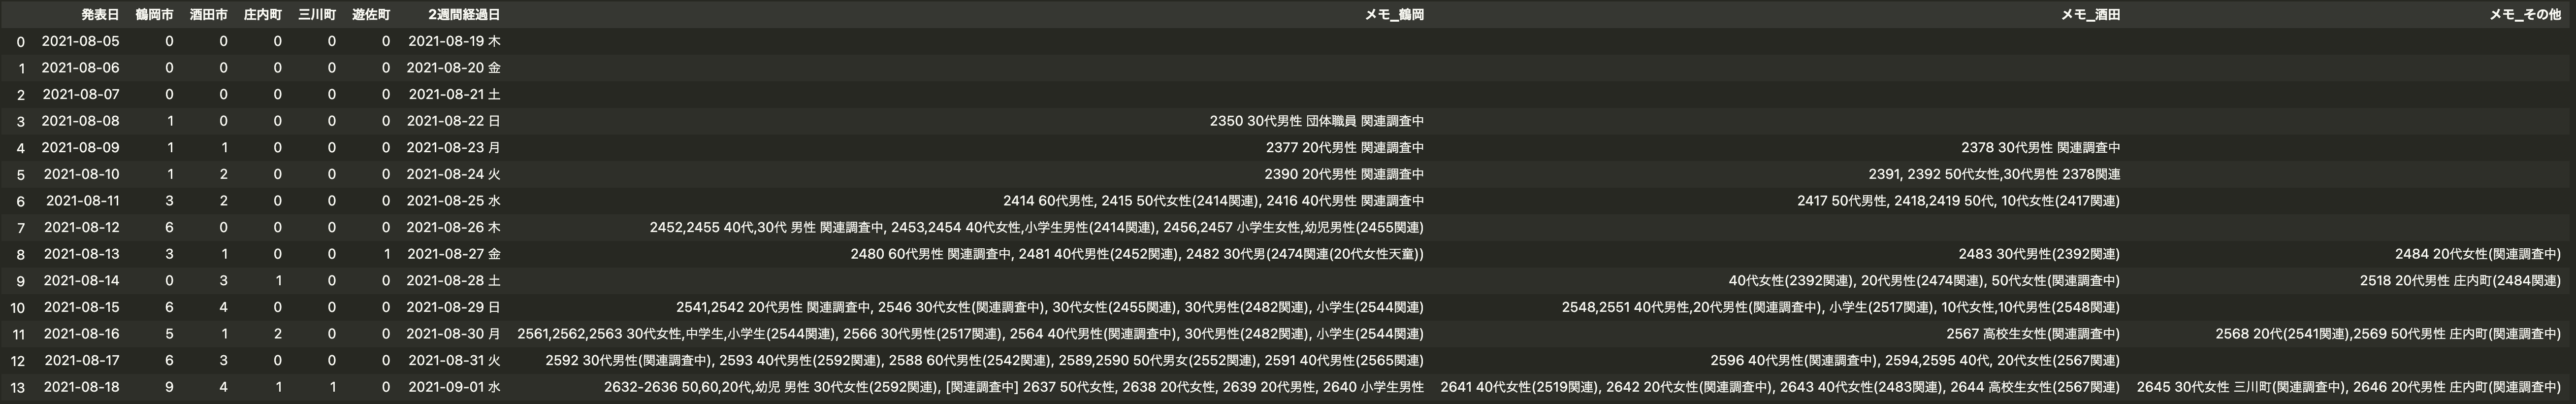 発表日 鶴岡市 酒田市 庄内町 三川町 遊佐町 2週間経過日 メモ_鶴岡 メモ_酒田 メモ_その他
0 2021-08-05 0 0 0 0 0 2021-08-19 木
1 2021-08-06 0 0 0 0 0 2021-08-20 金
2 2021-08-07 0 0 0 0 0 2021-08-21 土
3 2021-08-08 1 0 0 0 0 2021-08-22 日 2350 30代男性 団体職員 関連調査中
4 2021-08-09 1 1 0 0 0 2021-08-23 月 2377 20代男性 関連調査中 2378 30代男性 関連調査中
5 2021-08-10 1 2 0 0 0 2021-08-24 火 2390 20代男性 関連調査中 2391, 2392 50代女性,30代男性 2378関連
6 2021-08-11 3 2 0 0 0 2021-08-25 水 2414 60代男性, 2415 50代女性(2414関連), 2416 40代男性 関連調査中 2417 50代男性, 2418,2419 50代, 10代女性(2417関連)
7 2021-08-12 6 0 0 0 0 2021-08-26 木 2452,2455 40代,30代 男性 関連調査中, 2453,2454 40代女性,小学生男性(2414関連), 2456,2457 小学生女性,幼児男性(2455関連)
8 2021-08-13 3 1 0 0 1 2021-08-27 金 2480 60代男性 関連調査中, 2481 40代男性(2452関連), 2482 30代男(2474関連(20代女性天童)) 2483 30代男性(2392関連) 2484 20代女性(関連調査中)
9 2021-08-14 0 3 1 0 0 2021-08-28 土 40代女性(2392関連), 20代男性(2474関連), 50代女性(関連調査中) 2518 20代男性 庄内町(2484関連)
10 2021-08-15 6 4 0 0 0 2021-08-29 日 2541,2542 20代男性 関連調査中, 2546 30代女性(関連調査中), 30代女性(2455関連), 30代男性(2482関連), 小学生(2544関連) 2548,2551 40代男性,20代男性(関連調査中), 小学生(2517関連), 10代女性,10代男性(2548関連)
11 2021-08-16 5 1 2 0 0 2021-08-30 月 2561,2562,2563 30代女性,中学生,小学生(2544関連), 2566 30代男性(2517関連), 2564 40代男性(関連調査中), 30代男性(2482関連), 小学生(2544関連) 2567 高校生女性(関連調査中) 2568 20代(2541関連),2569 50代男性 庄内町(関連調査中)
12 2021-08-17 6 3 0 0 0 2021-08-31 火 2592 30代男性(関連調査中), 2593 40代男性(2592関連), 2588 60代男性(2542関連), 2589,2590 50代男女(2552関連), 2591 40代男性(2565関連) 2596 40代男性(関連調査中), 2594,2595 40代, 20代女性(2567関連)
13 2021-08-18 9 4 1 1 0 2021-09-01 水 2632-2636 50,60,20代,幼児 男性 30代女性(2592関連), [関連調査中] 2637 50代女性, 2638 20代女性, 2639 20代男性, 2640 小学生男性 2641 40代女性(2519関連), 2642 20代女性(関連調査中), 2643 40代女性(2483関連), 2644 高校生女性(2567関連) 2645 30代女性 三川町(関連調査中), 2646 20代男性 庄内町(関連調査中)